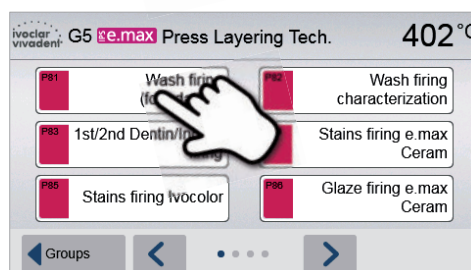 ivoclar
vivadent
G5 e.max Press Layering Tech.
402°C
P81
Wash firing
P82
Wash firing
characterization
P83
1st/2nd Dentin/In
Stains firing e.max
Ceram
P85
Stains firing Ivocolor
P86
Glaze firing e.max
Ceram
Groups